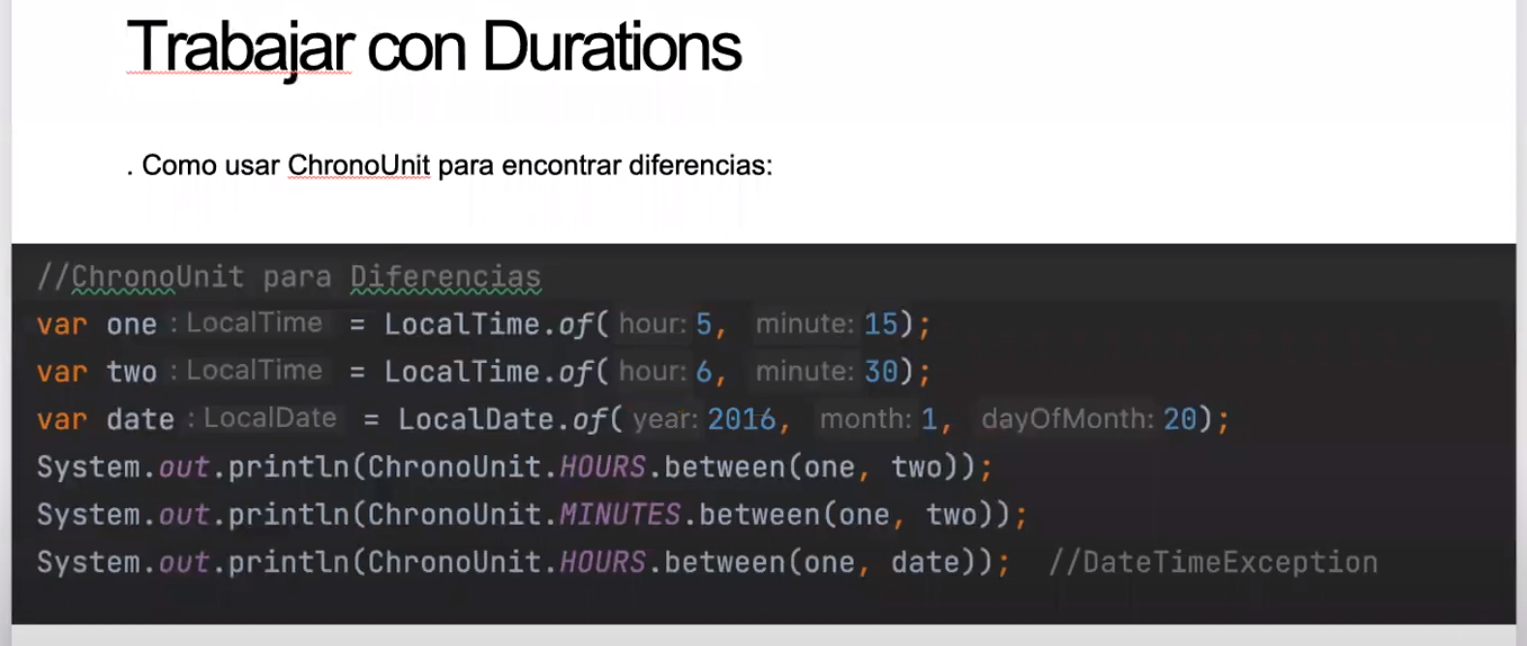 Trabajar con Durations
. Como usar ChronoUnit para encontrar diferencias:
//ChronoUnit para Diferencias
var one : LocalTime = LocalTime.of( hour: 5, minute: 15);
var two : LocalTime = LocalTime.of( hour: 6, minute: 30);
var date : LocalDate = LocalDate.of( year: 2016, month: 1, dayOfMonth: 20);
System.out.println(ChronoUnit.HOURS.between(one, two));
System.out.println(ChronoUnit.MINUTES.between(one, two));
System.out.println(ChronoUnit.HOURS.between(one, date)); //DateTimeException